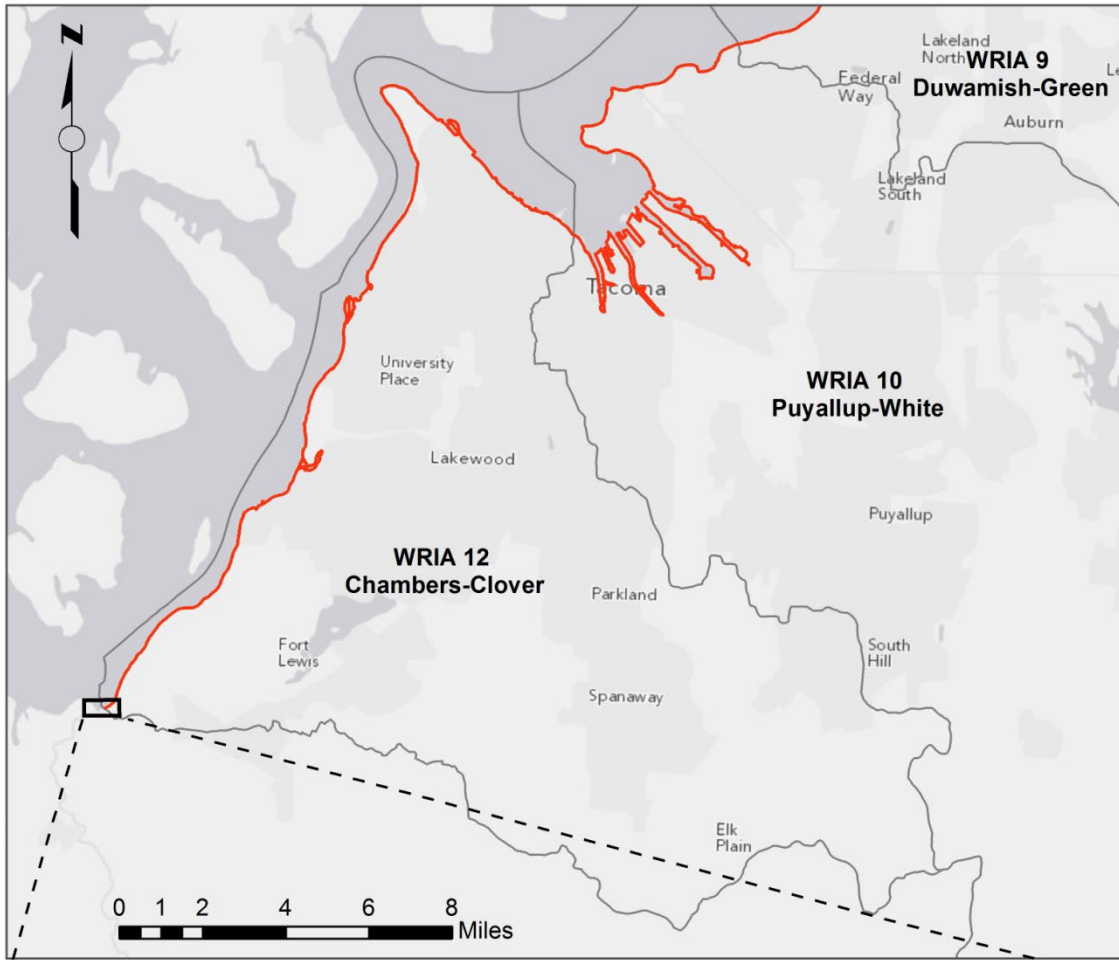 N
Lakeland
North
WRIA 9
Duwamish-Green
Federal
Way
Le
Auburn
Lakeland
South
Tacoma
University
Place
WRIA 10
Puyallup-White
Lakewood
Puyallup
WRIA 12
Chambers-Clover
Parkland
Fort
Lewis
South
Hill
Spanaway
Elk
Plain
0 1 2 4 6 8
Miles